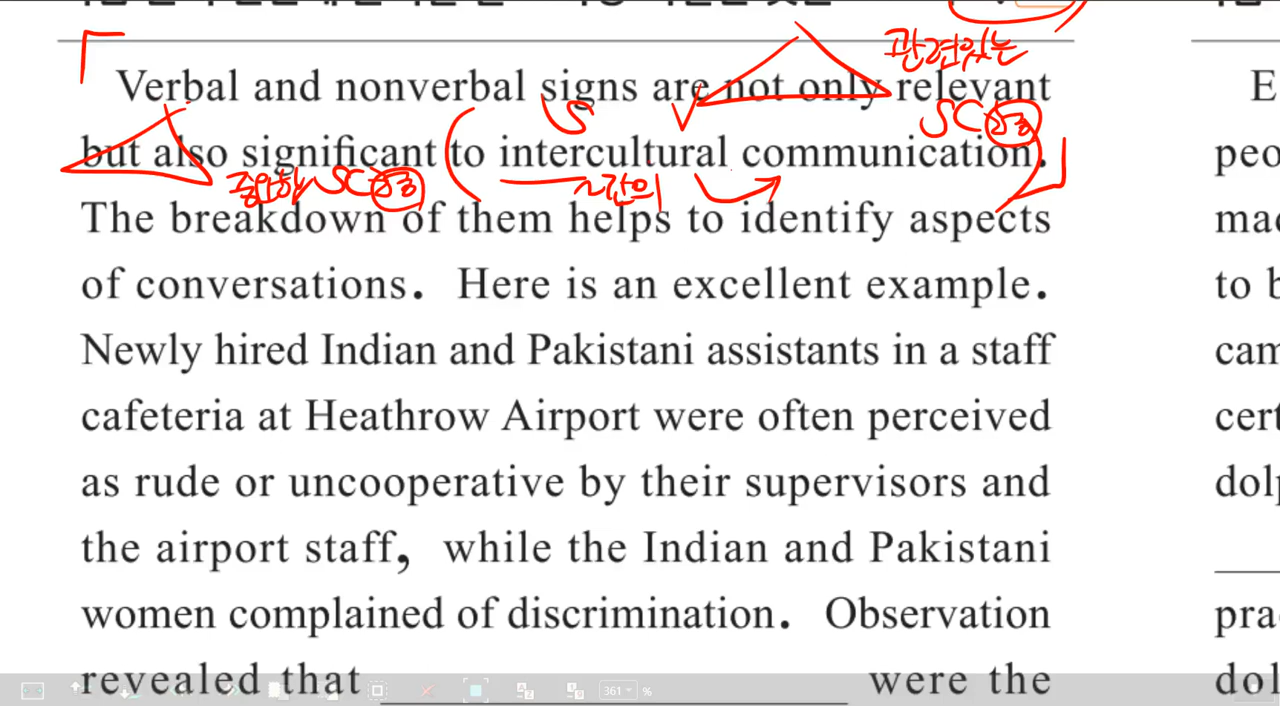 관련있는
Verbal and nonverbal signs are not only relevant
S V SC 형용
but also significant to intercultural communication.
중요한 SC 형용 ~간의
The breakdown of them helps to identify aspects
of conversations. Here is an excellent example.
Newly hired Indian and Pakistani assistants in a staff
cafeteria at Heathrow Airport were often perceived
as rude or uncooperative by their supervisors and
the airport staff, while the Indian and Pakistani
women complained of discrimination. Observation
revealed that were the
E
peo
mad
to b
cam
cert
dolp
pra
dol
361 %